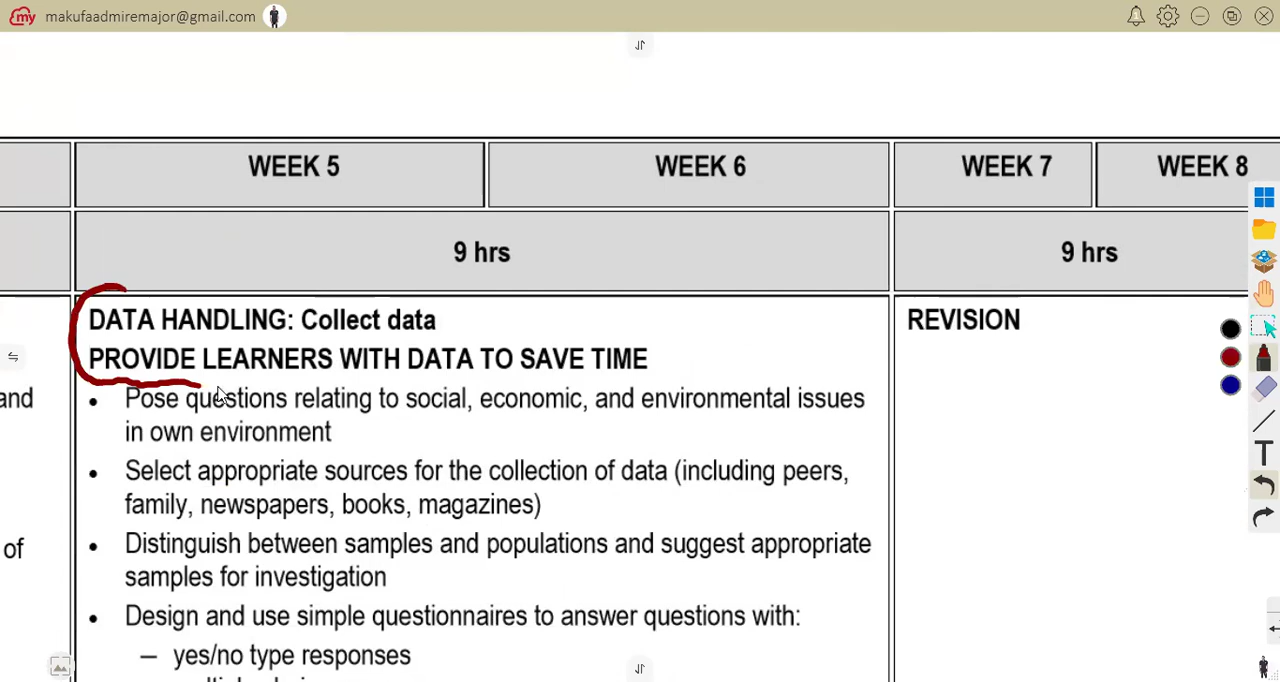 my makufaadmiremajor@gmail.com
WEEK 5 WEEK 6 WEEK 7 WEEK 8
9 hrs 9 hrs
DATA HANDLING: Collect data REVISION
PROVIDE LEARNERS WITH DATA TO SAVE TIME
and • Pose questions relating to social, economic, and environmental issues
in own environment
• Select appropriate sources for the collection of data (including peers,
family, newspapers, books, magazines)
of • Distinguish between samples and populations and suggest appropriate
samples for investigation
• Design and use simple questionnaires to answer questions with:
– yes/no type responses
T